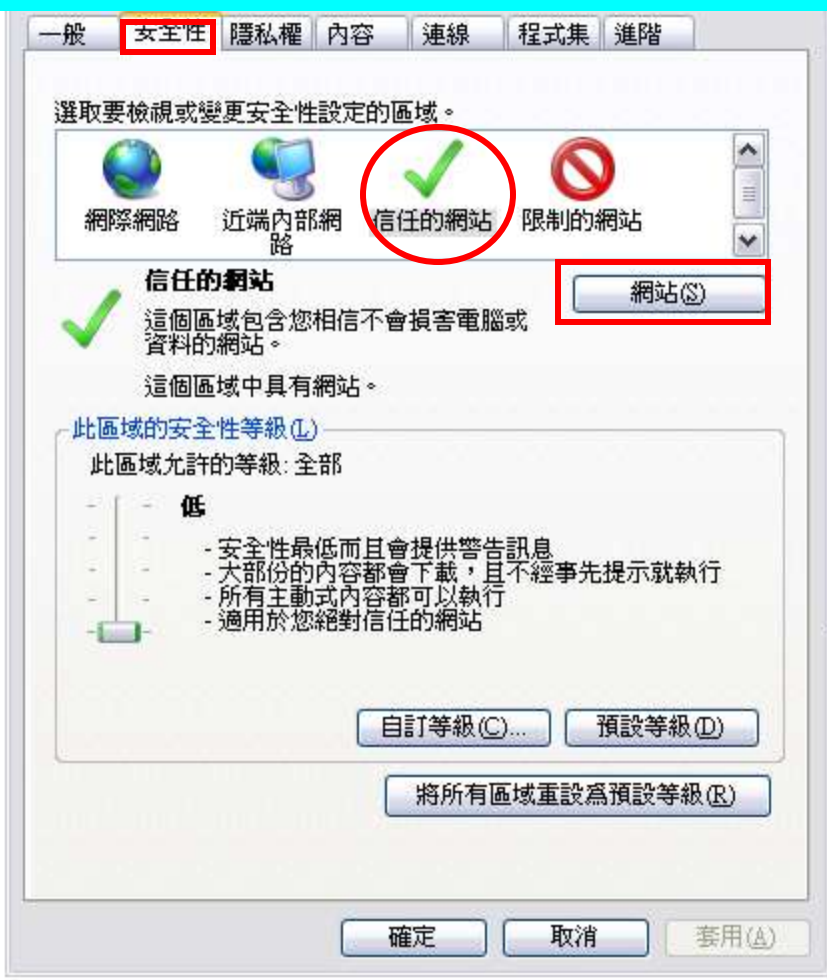 一般 安全性 隱私權 內容 連線 程式集 進階
選取要檢視或變更安全性設定的區域。
網際網路 近端內部網路 信任的網站 限制的網站
信任的網站
網站(S)
這個區域包含您相信不會損害電腦或
資料的網站。
這個區域中具有網站。
此區域的安全性等級(L)
此區域允許的等級: 全部
低
- 安全性最低而且會提供警告訊息
- 大部份的內容都會下載，且不經事先提示就執行
- 所有主動式內容都可以執行
- 適用於您絕對信任的網站
自訂等級(C)... 預設等級(D)
將所有區域重設為預設等級(R)
確定 取消 套用(A)